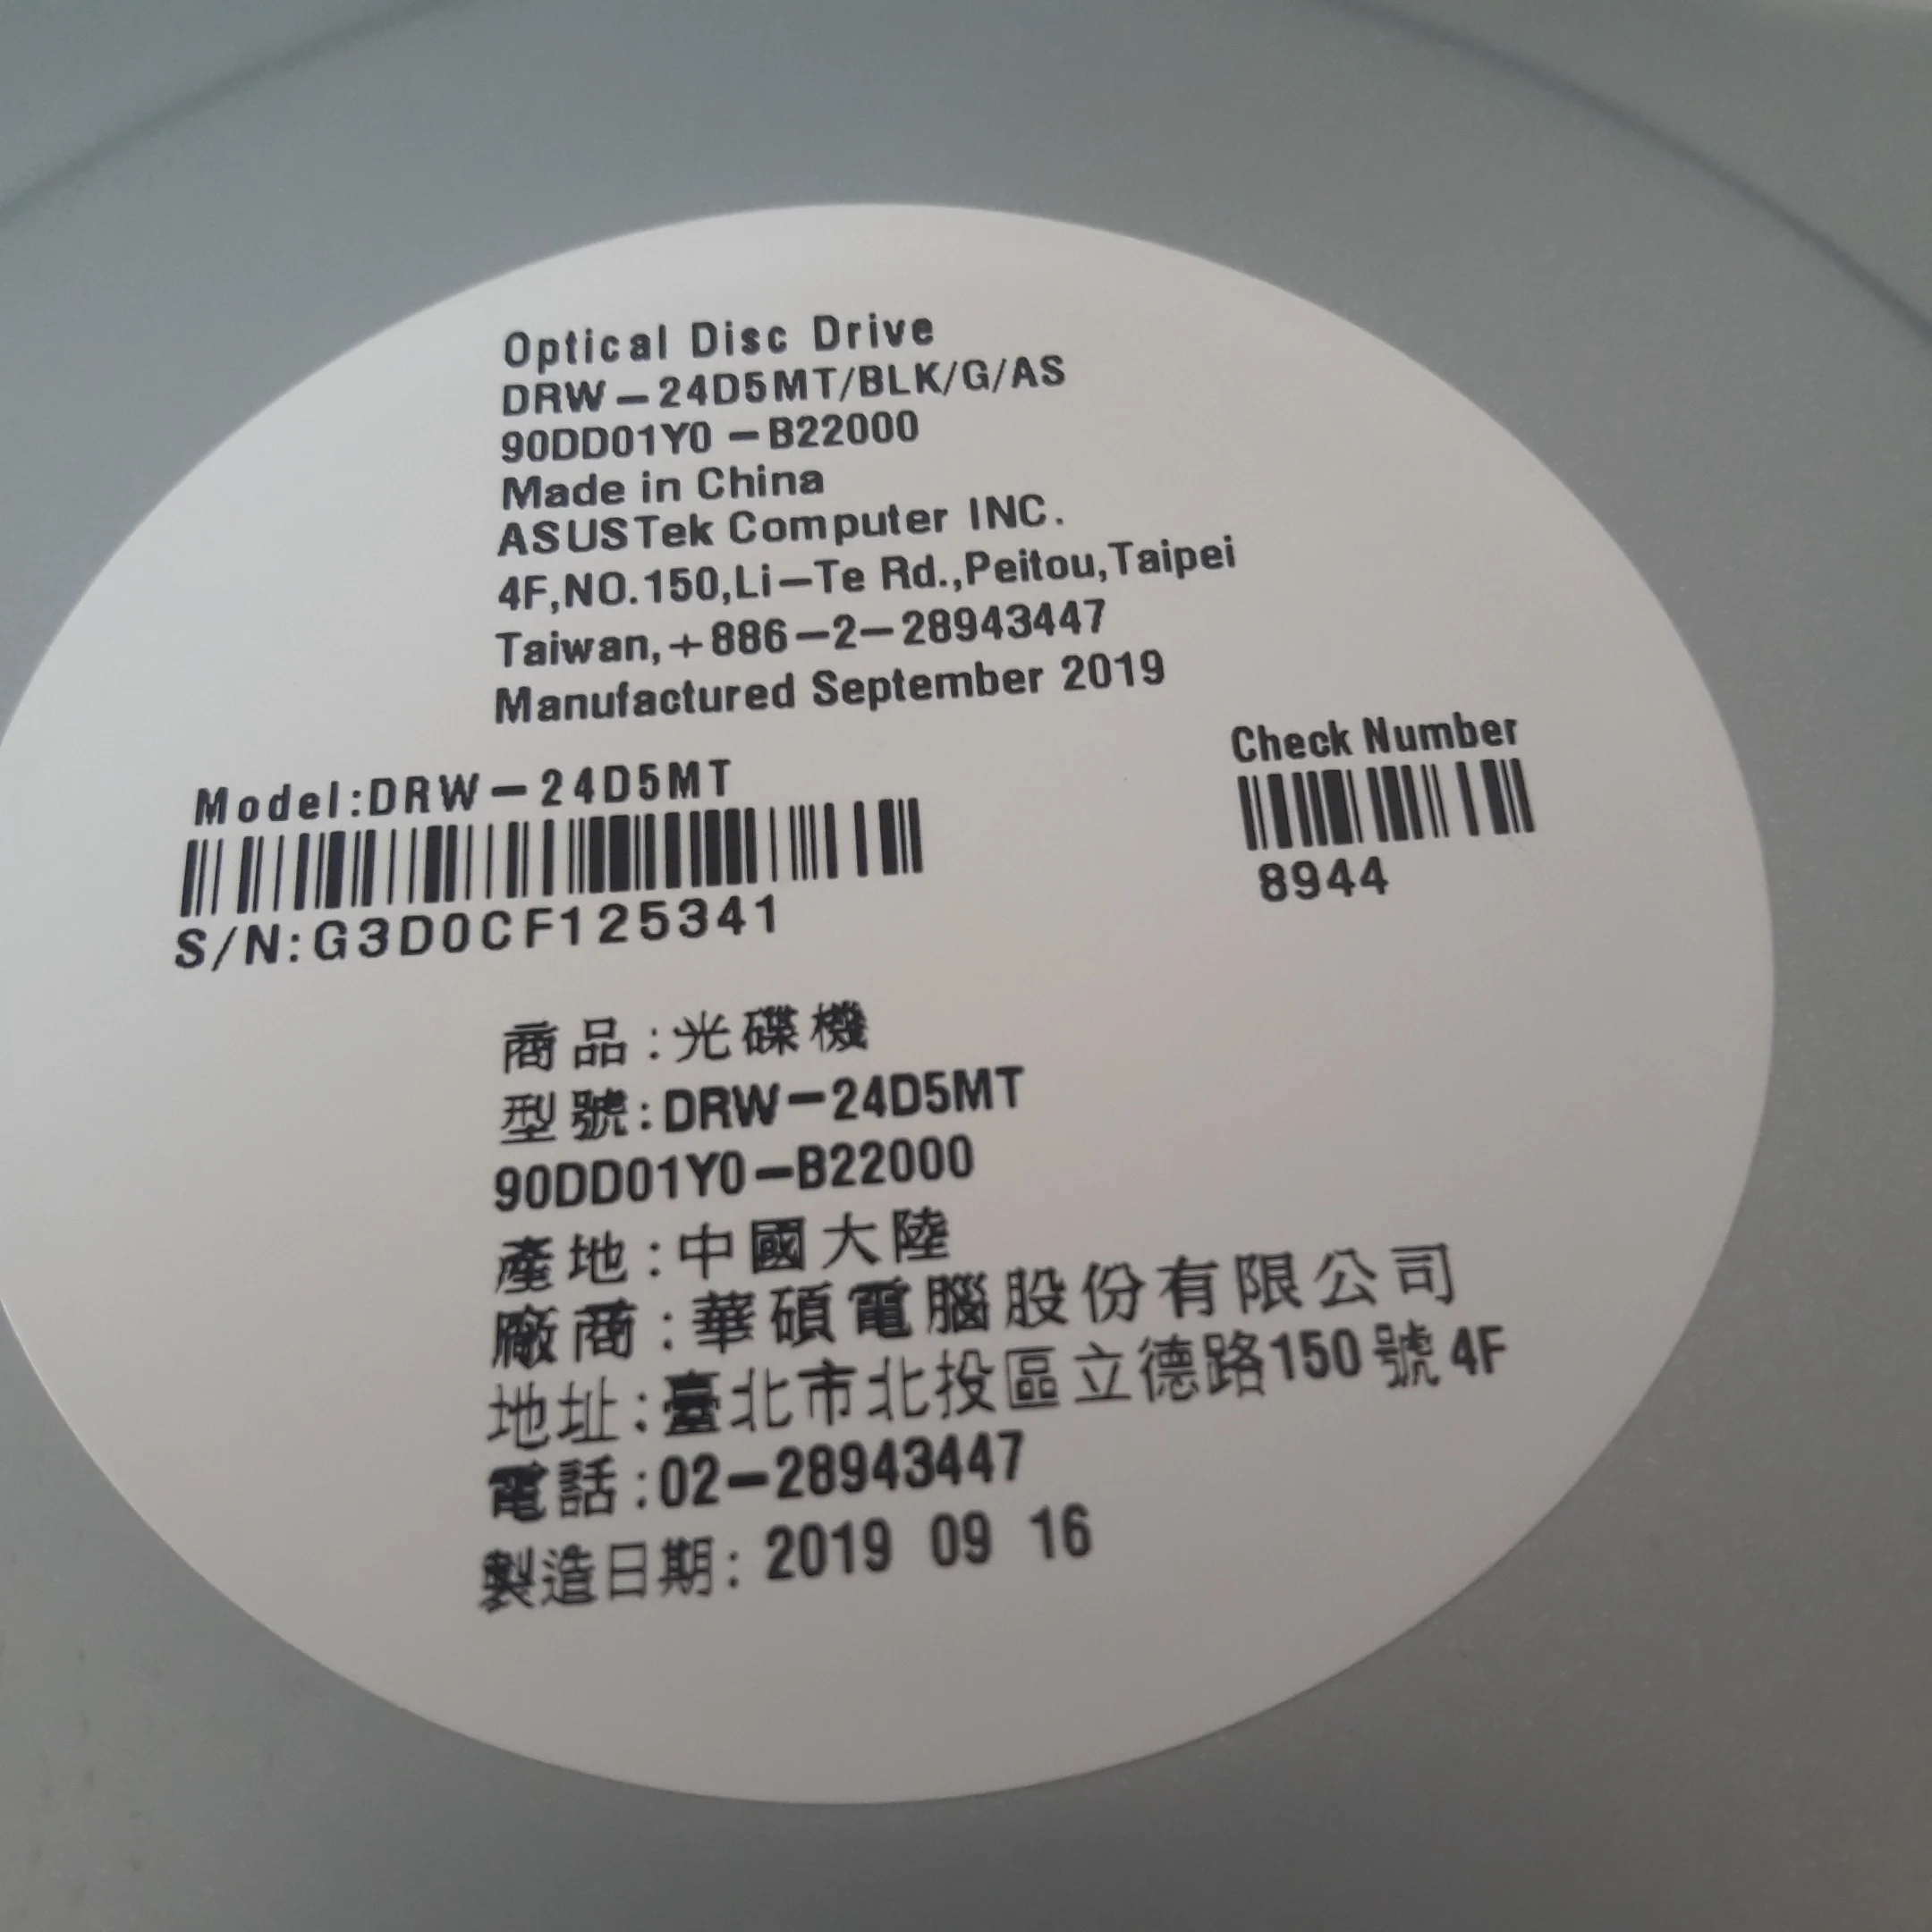 Optical Disc Drive
DRW-24D5MT/BLK/G/AS
90DD01Y0-B22000
Made in China
ASUSTek Computer INC.
4F,NO.150,Li-Te Rd.,Peitou,Taipei
Taiwan,+886-2-28943447
Manufactured September 2019
Check Number
8944
Model:DRW-24D5MT
S/N:G3D0CF125341
商品:光碟機
型號:DRW-24D5MT
90DD01Y0-B22000
產地:中國大陸
廠商:華碩電腦股份有限公司
地址:臺北市北投區立德路150號4F
電話:02-28943447
製造日期: 2019 09 16